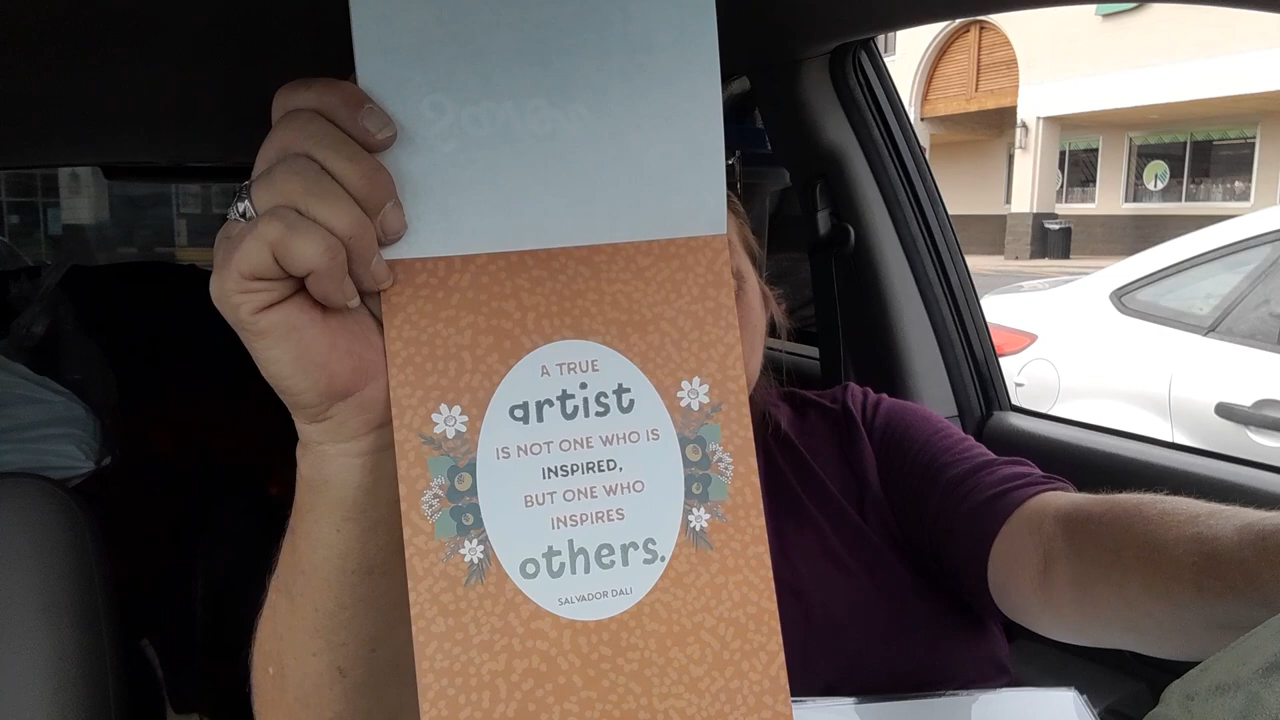 A TRUE
artist
IS NOT ONE WHO IS
INSPIRED,
BUT ONE WHO
INSPIRES
others.
SALVADOR DALI